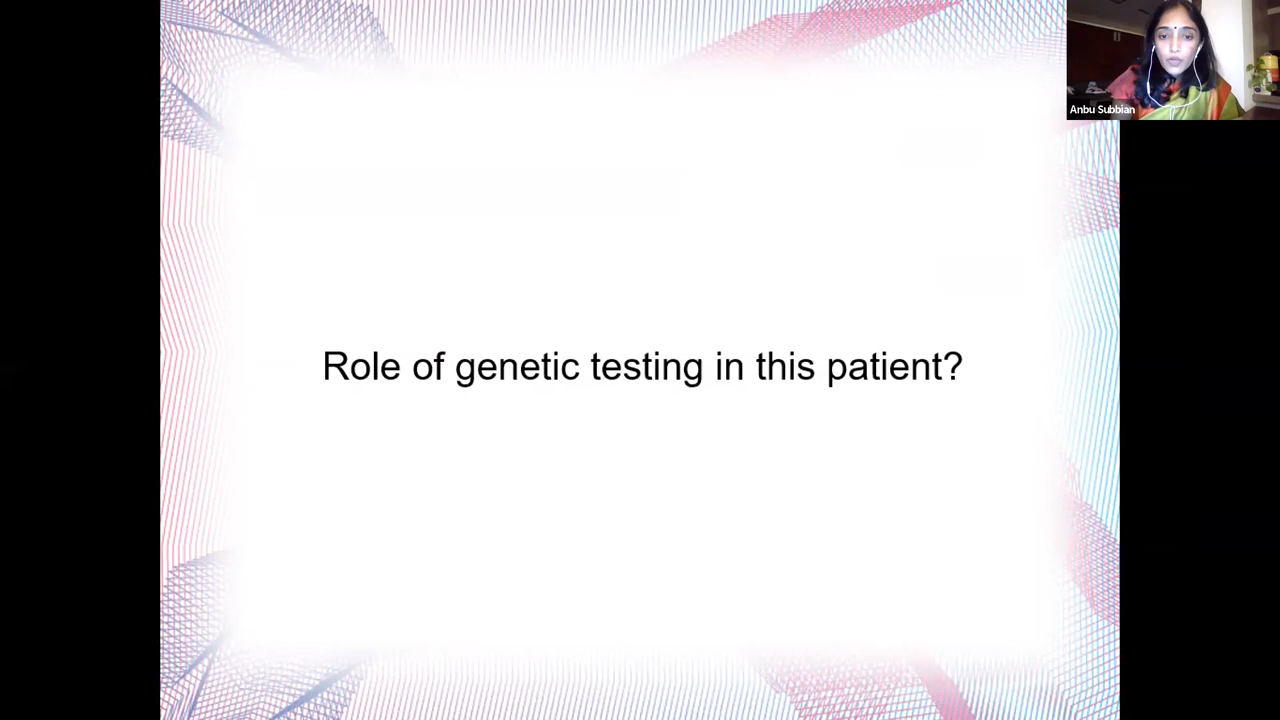 Anbu Subbian
Role of genetic testing in this patient?